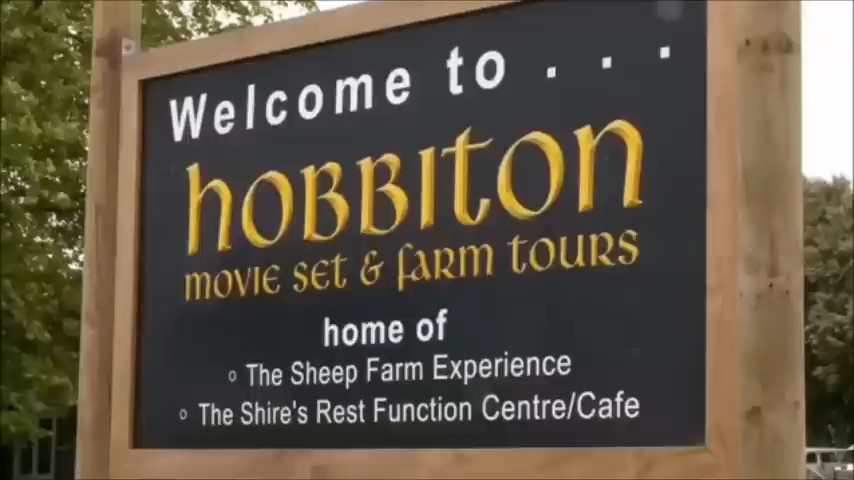 Welcome to . . .
hobbiton
movie set & farm tours
home of
○ The Sheep Farm Experience
○ The Shire's Rest Function Centre/Cafe